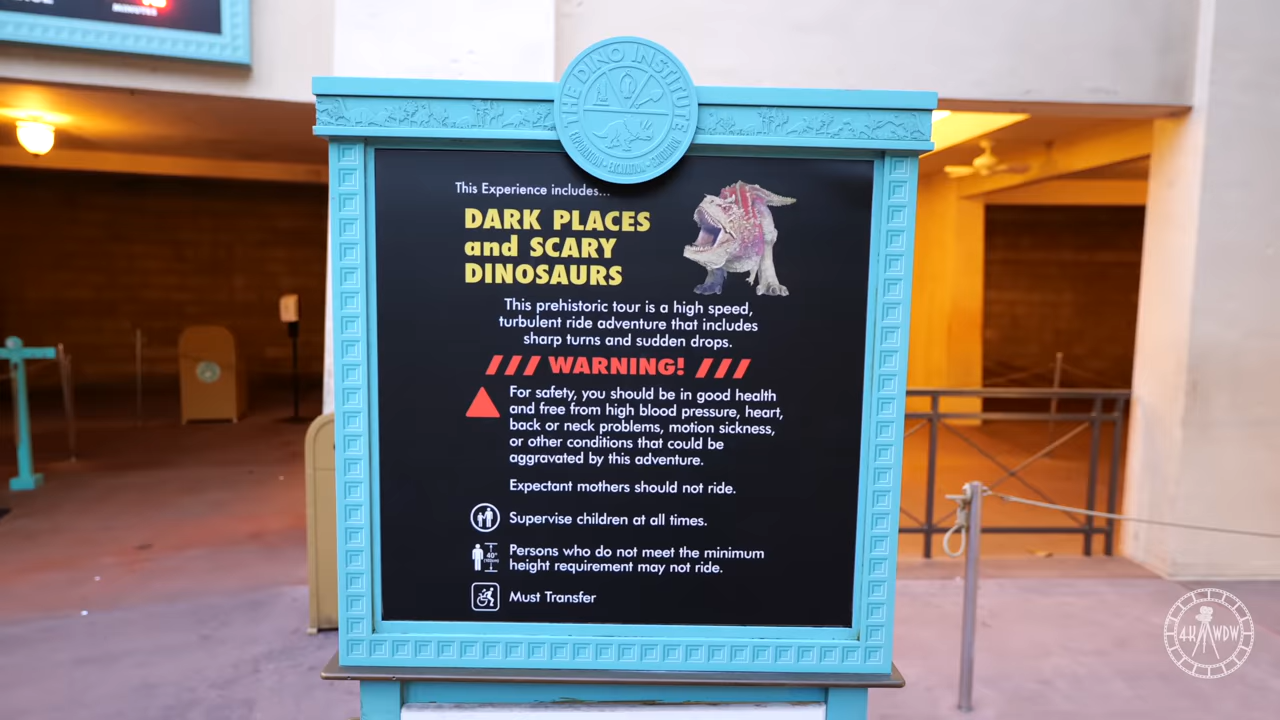 MINUTES
THE DINO INSTITUTE
EXPLORATION • EXCAVATION • EXULTATION
This Experience includes...
DARK PLACES
and SCARY
DINOSAURS
This prehistoric tour is a high speed,
turbulent ride adventure that includes
sharp turns and sudden drops.
WARNING!
For safety, you should be in good health
and free from high blood pressure, heart,
back or neck problems, motion sickness,
or other conditions that could be
aggravated by this adventure.
Expectant mothers should not ride.
Supervise children at all times.
40"
Persons who do not meet the minimum
height requirement may not ride.
Must Transfer
4K WDW